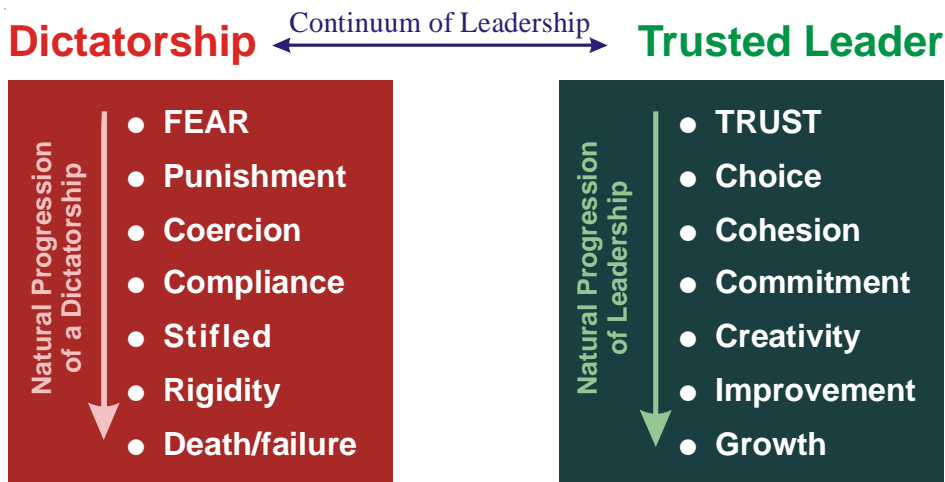 Continuum of Leadership
Dictatorship
Trusted Leader
Natural Progression
of a Dictatorship
• FEAR
• Punishment
• Coercion
• Compliance
• Stifled
• Rigidity
• Death/failure
Natural Progression
of Leadership
• TRUST
• Choice
• Cohesion
• Commitment
• Creativity
• Improvement
• Growth